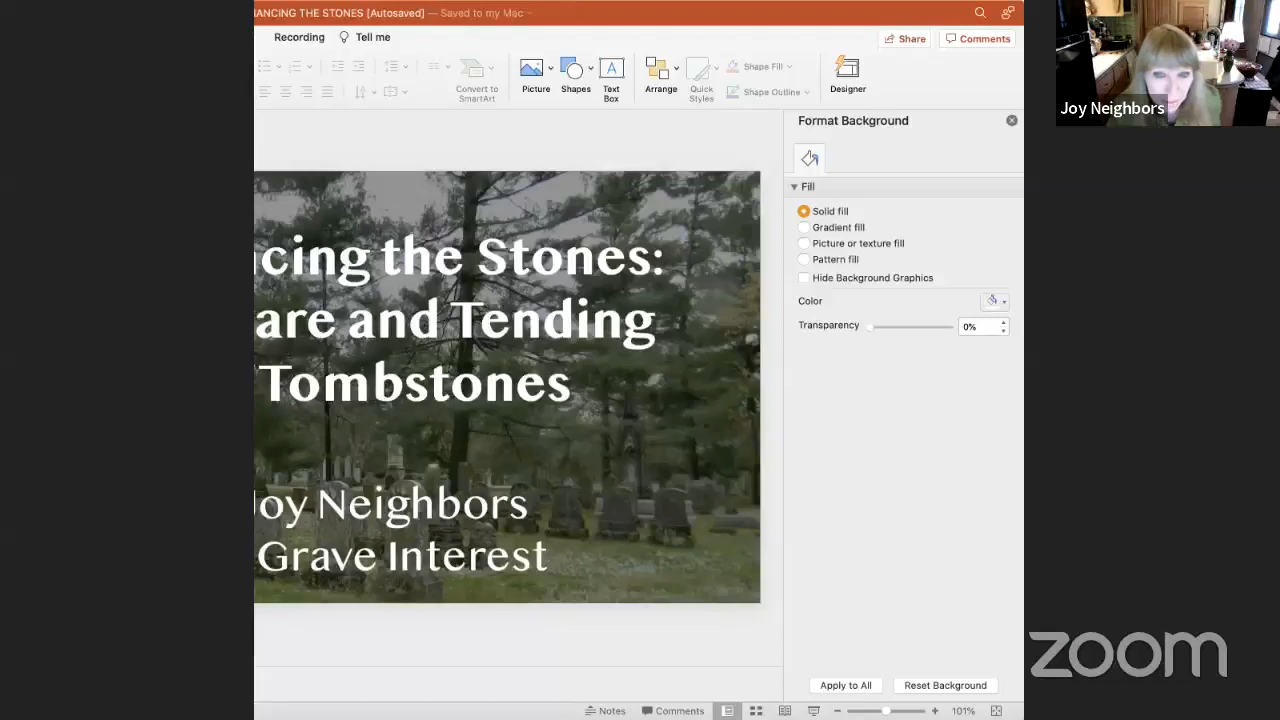 HANCING THE STONES [Autosaved] — Saved to my Mac
Recording Tell me
Share Comments
Convert to
SmartArt
Picture Shapes Text
Box
Arrange Quick
Styles
Shape Fill
Shape Outline
Designer
Format Background
Fill
Solid fill
Gradient fill
Picture or texture fill
Pattern fill
Hide Background Graphics
Color
Transparency 0%
cing the Stones:
are and Tending
Tombstones
Joy Neighbors
Grave Interest
Apply to All Reset Background
Notes Comments 101%
Joy Neighbors
zoom